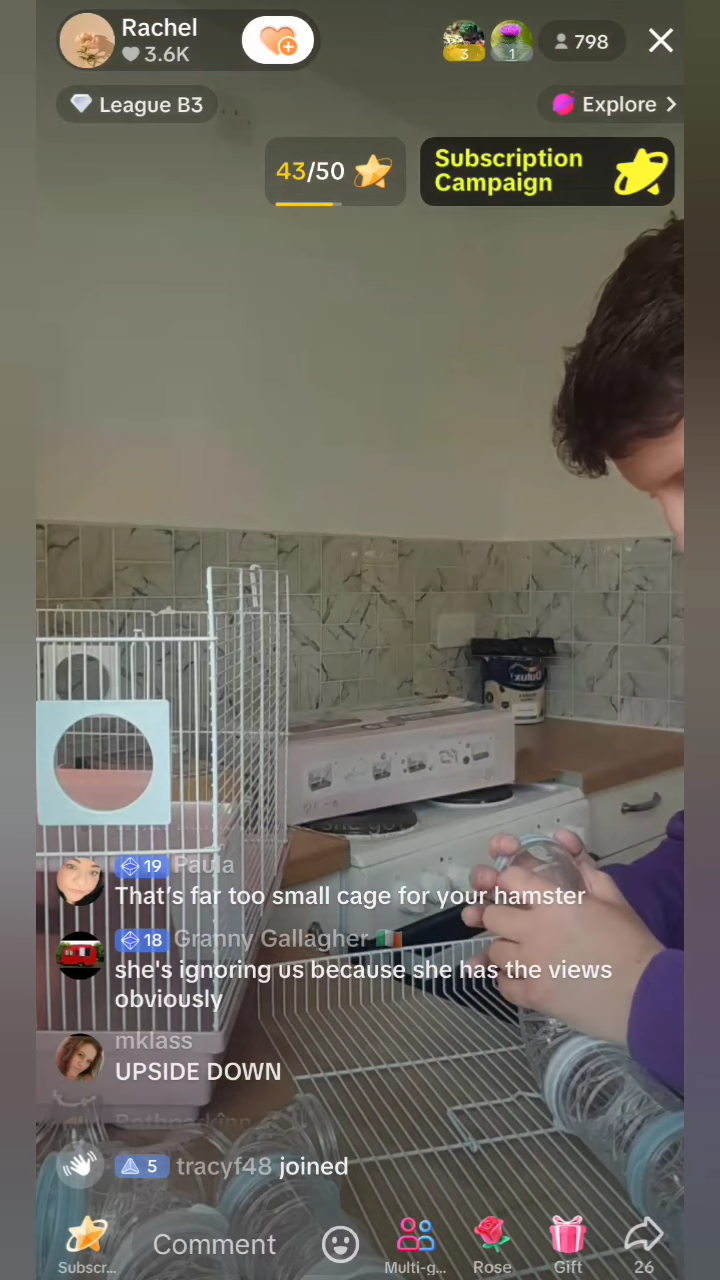 Rachel
3.6K
3
1
798
League B3
Explore
43/50
Subscription
Campaign
Dulux
19 Paula
That's far too small cage for your hamster
18 Granny Gallagher
she's ignoring us because she has the views
obviously
mklass
UPSIDE DOWN
5 tracyf48 joined
Comment
Subscr...
Multi-g...
Rose
Gift
26